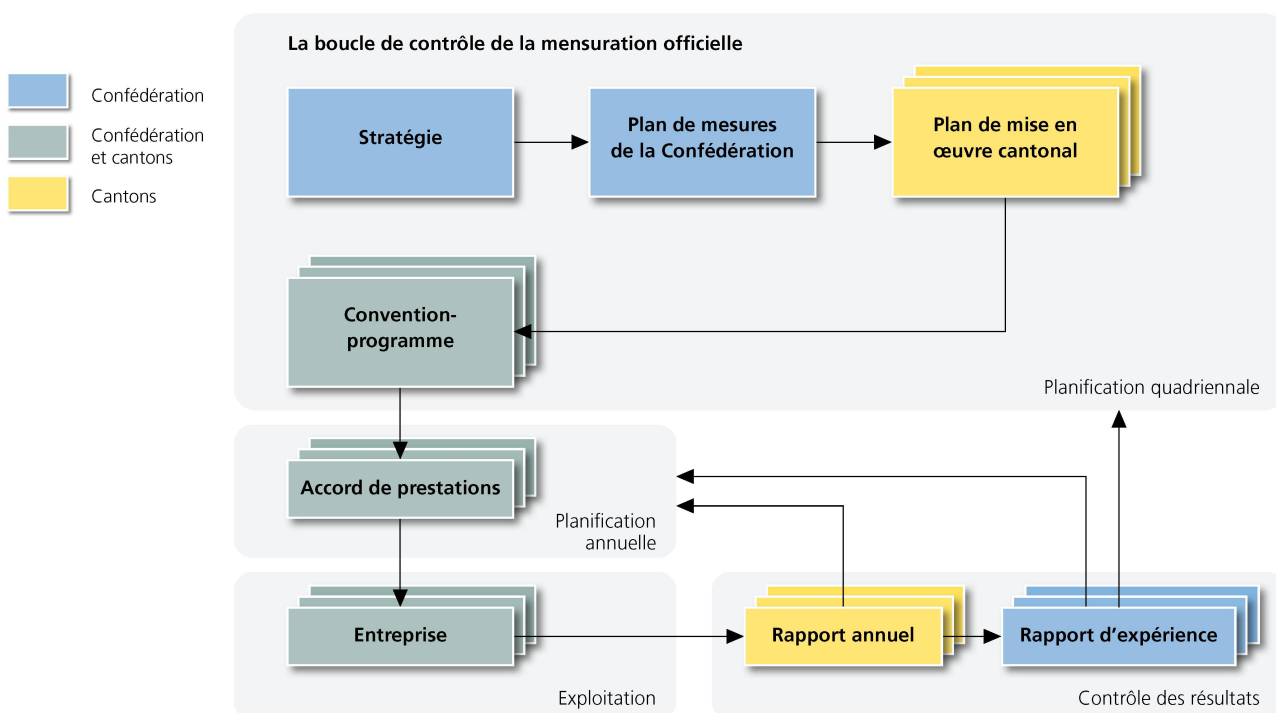 La boucle de contrôle de la mensuration officielle
Confédération
Confédération
et cantons
Cantons
Stratégie
Plan de mesures
de la Confédération
Plan de mise en
œuvre cantonal
Convention-
programme
Planification quadriennale
Accord de prestations
Planification
annuelle
Entreprise
Exploitation
Rapport annuel
Rapport d’expérience
Contrôle des résultats